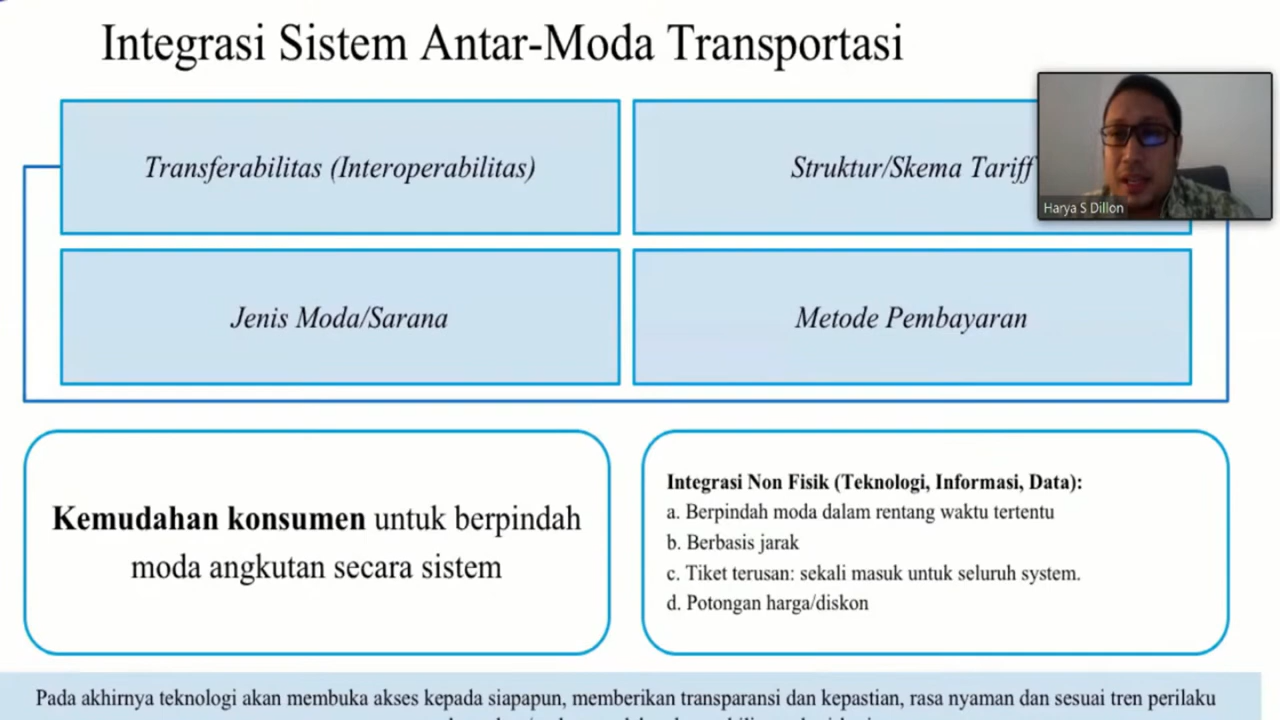 Integrasi Sistem Antar-Moda Transportasi
Transferabilitas (Interoperabilitas)
Struktur/Skema Tariff
Harya S Dillon
Jenis Moda/Sarana
Metode Pembayaran
Kemudahan konsumen untuk berpindah
moda angkutan secara sistem
Integrasi Non Fisik (Teknologi, Informasi, Data):
a. Berpindah moda dalam rentang waktu tertentu
b. Berbasis jarak
c. Tiket terusan: sekali masuk untuk seluruh system.
d. Potongan harga/diskon
Pada akhirnya teknologi akan membuka akses kepada siapapun, memberikan transparansi dan kepastian, rasa nyaman dan sesuai tren perilaku